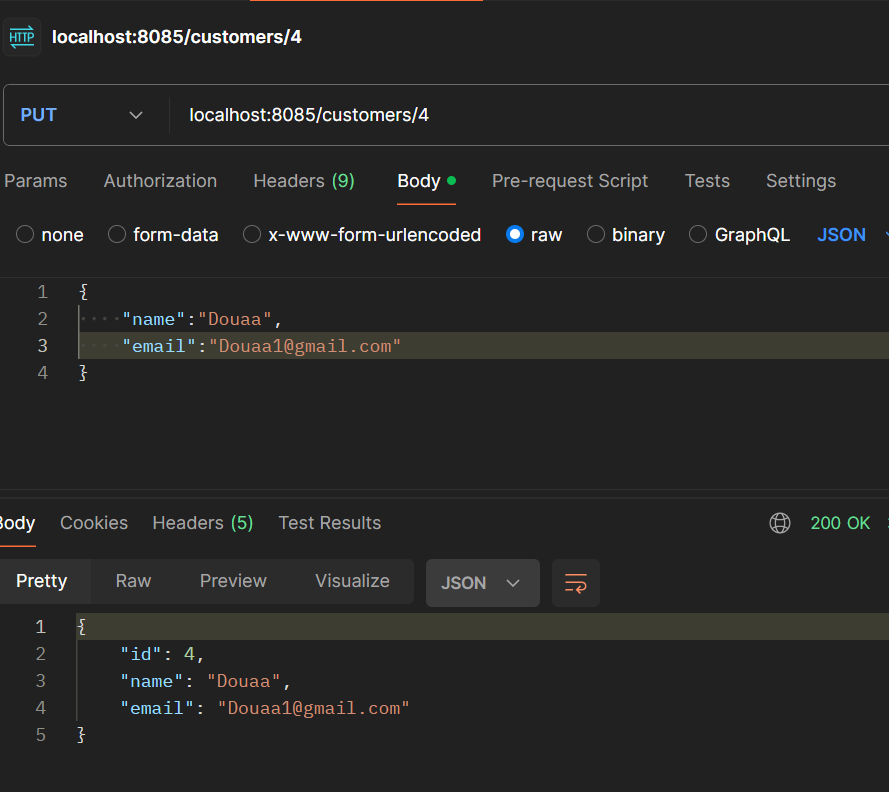 HTTP localhost:8085/customers/4
PUT localhost:8085/customers/4
Params Authorization Headers (9) Body Pre-request Script Tests Settings
none form-data x-www-form-urlencoded raw binary GraphQL JSON
1 {
2 "name":"Douaa",
3 "email":"Douaa1@gmail.com"
4 }
Body Cookies Headers (5) Test Results 200 OK
Pretty Raw Preview Visualize JSON
1 {
2 "id": 4,
3 "name": "Douaa",
4 "email": "Douaa1@gmail.com"
5 }